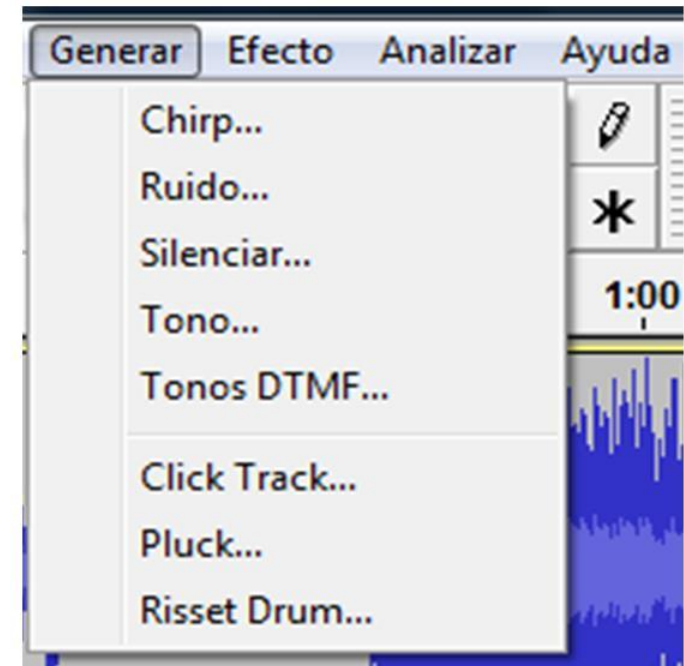 Generar Efecto Analizar Ayuda
Chirp...
Ruido...
Silenciar...
1:00
Tono...
Tonos DTMF...
Click Track...
Pluck...
Risset Drum...